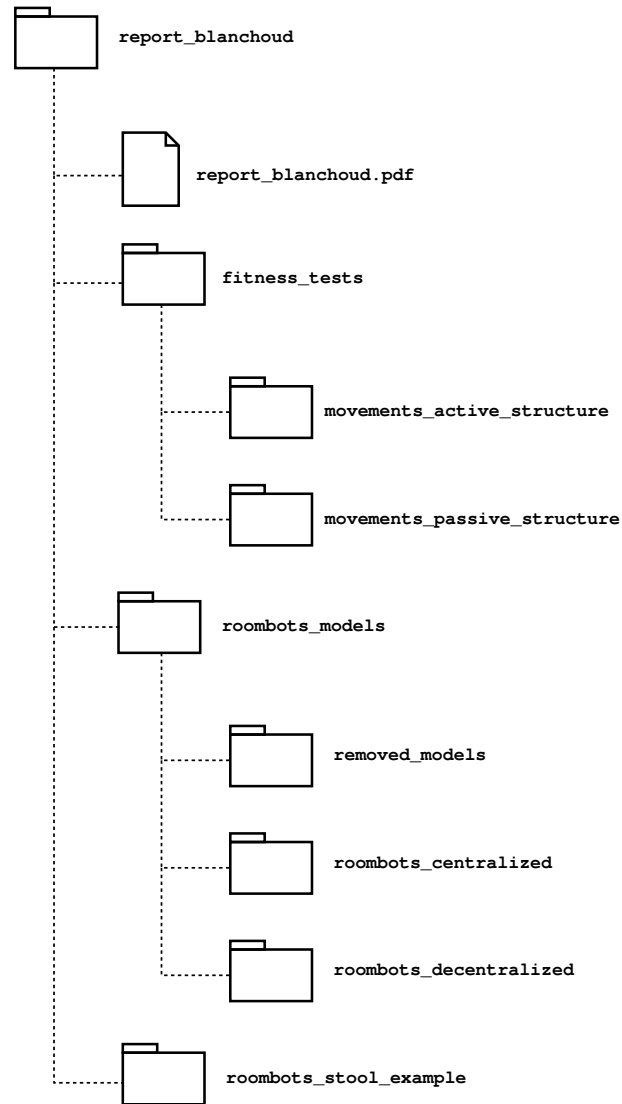 report_blanchoud
report_blanchoud.pdf
fitness_tests
movements_active_structure
movements_passive_structure
roombots_models
removed_models
roombots_centralized
roombots_decentralized
roombots_stool_example